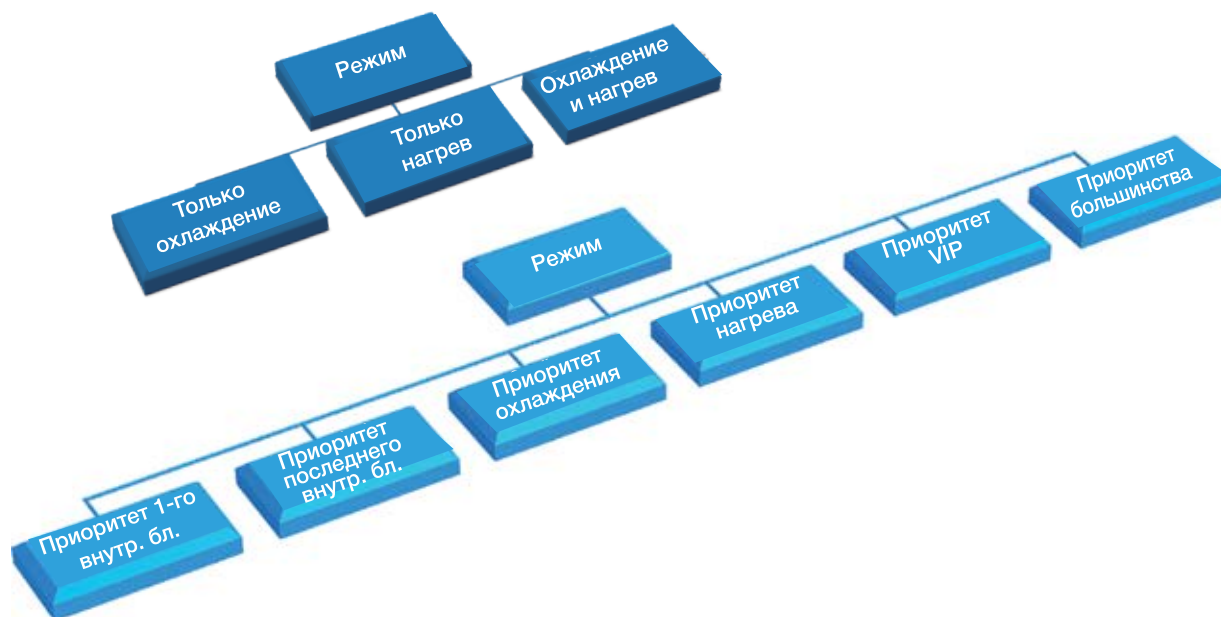 Режим
Только
охлаждение
Только
нагрев
Охлаждение
и нагрев
Режим
Приоритет 1-го
внутр. бл.
Приоритет
последнего
внутр. бл.
Приоритет
охлаждения
Приоритет
нагрева
Приоритет
VIP
Приоритет
большинства